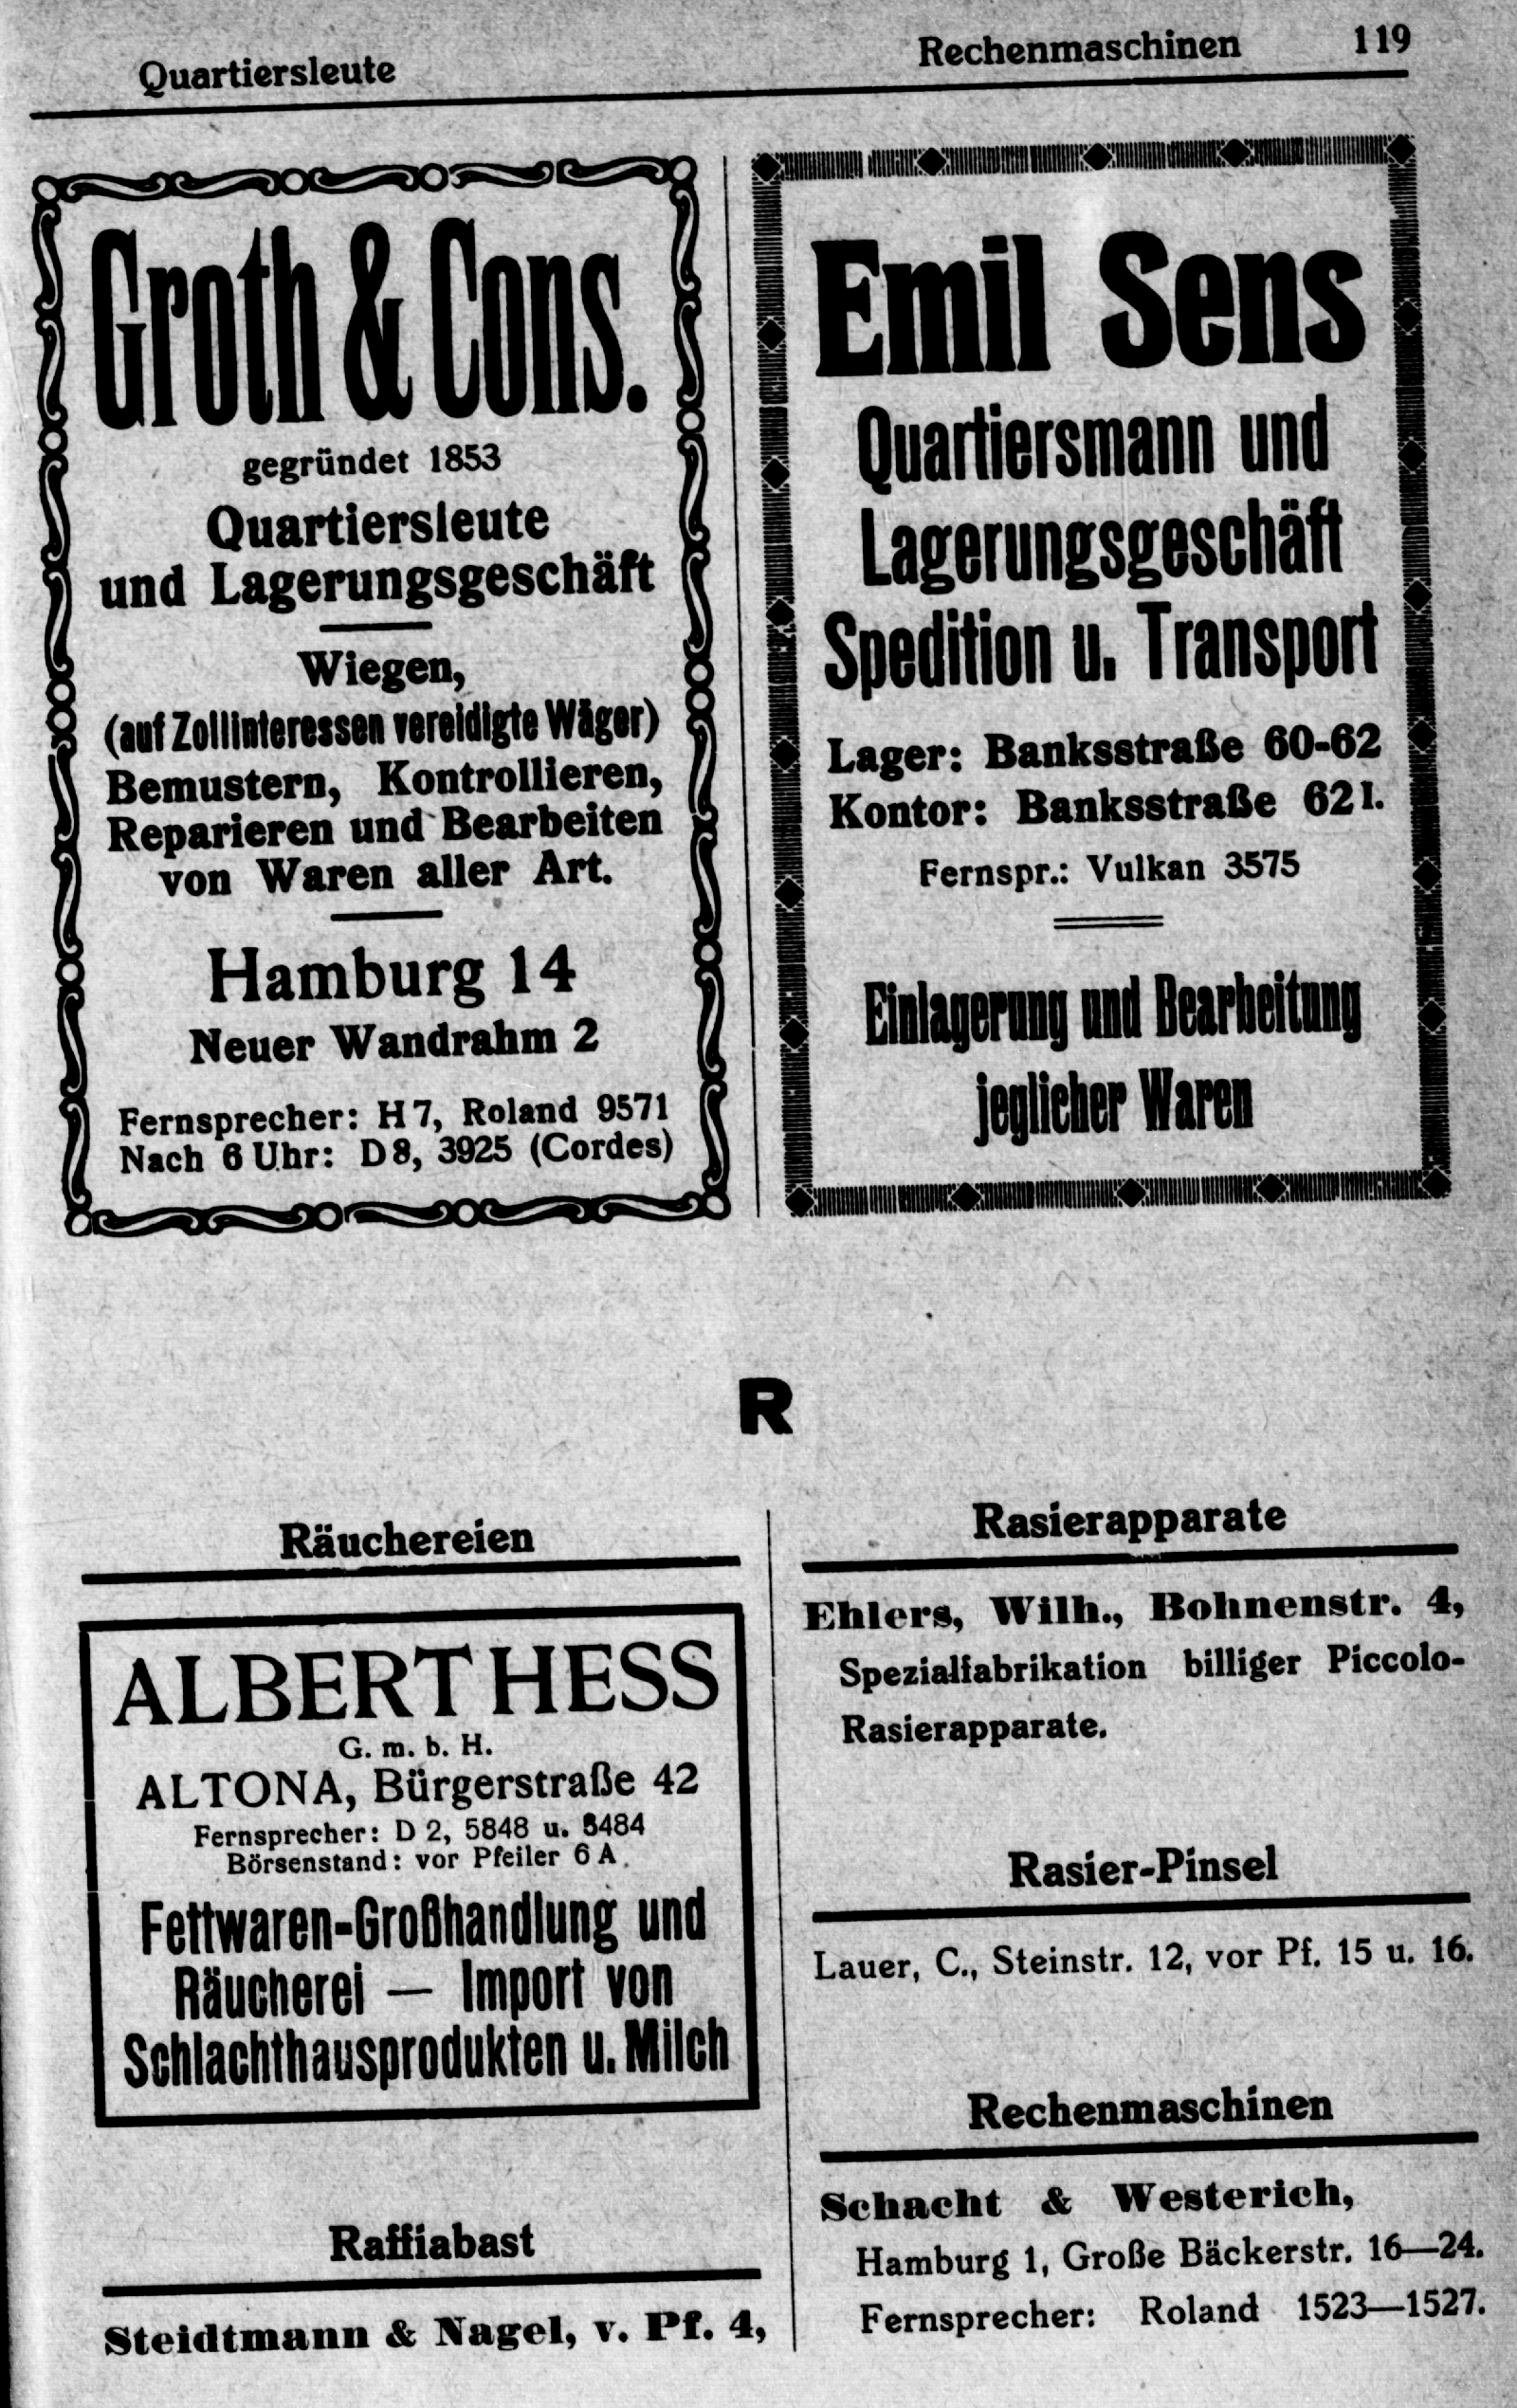 Quartiersleute Rechenmaschinen 119
Groth & Cons.
gegründet 1853
Quartiersleute
und Lagerungsgeschäft
Wiegen,
(auf Zollinteressen vereidigte Wäger)
Bemustern, Kontrollieren,
Reparieren und Bearbeiten
von Waren aller Art.
Hamburg 14
Neuer Wandrahm 2
Fernsprecher: H 7, Roland 9571
Nach 6 Uhr: D 8, 3925 (Cordes)
Emil Sens
Quartiersmann und
Lagerungsgeschäft
Spedition u. Transport
Lager: Banksstraße 60-62
Kontor: Banksstraße 62 I.
Fernspr.: Vulkan 3575
Einlagerung und Bearbeitung
jeglicher Waren
R
Räuchereien
ALBERT HESS
G. m. b. H.
ALTONA, Bürgerstraße 42
Fernsprecher: D 2, 5848 u. 5484
Börsenstand: vor Pfeiler 6 A.
Fettwaren-Großhandlung und
Räucherei — Import von
Schlachthausprodukten u. Milch
Raffiabast
Steidtmann & Nagel, v. Pf. 4,
Rasierapparate
Ehlers, Wilh., Bohnenstr. 4,
Spezialfabrikation billiger Piccolo-
Rasierapparate.
Rasier-Pinsel
Lauer, C., Steinstr. 12, vor Pf. 15 u. 16.
Rechenmaschinen
Schacht & Westerich,
Hamburg 1, Große Bäckerstr. 16—24.
Fernsprecher: Roland 1523—1527.